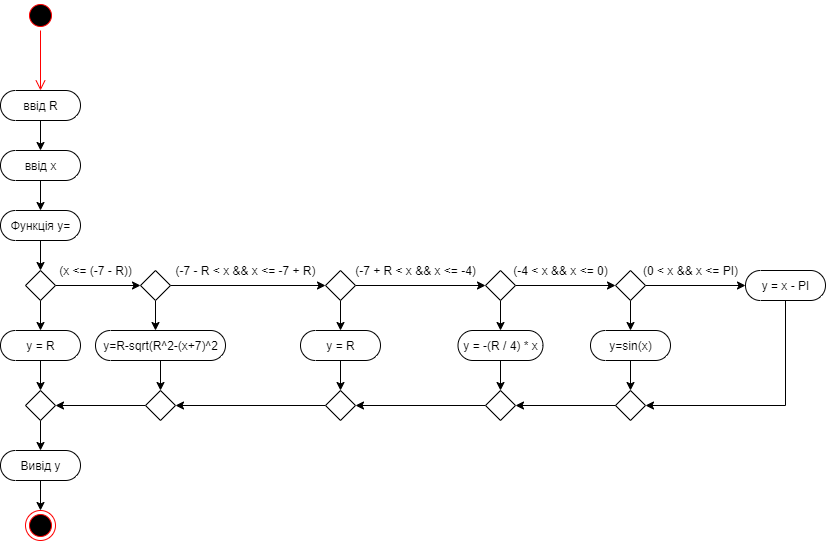 ввід R
ввід x
Функція y=
(x <= (-7 - R))
(-7 - R < x && x <= -7 + R)
(-7 + R < x && x <= -4)
(-4 < x && x <= 0)
(0 < x && x <= PI)
y = x - PI
y = R
y=R-sqrt(R^2-(x+7)^2
y = R
y = -(R / 4) * x
y=sin(x)
Вивід y